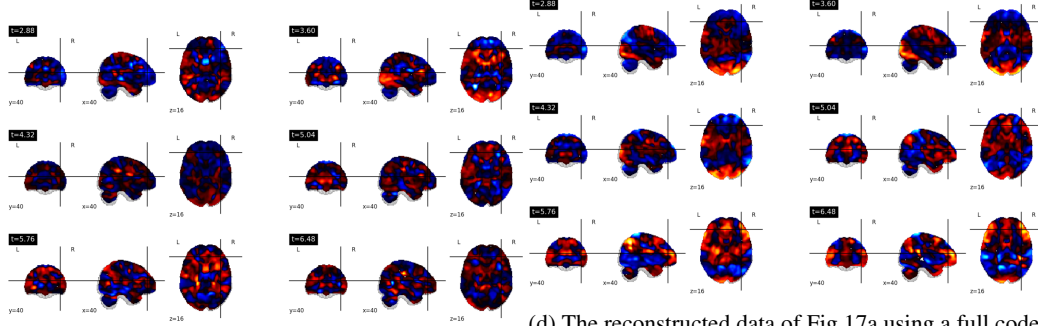 t=2.88
L R
y=40 x=40 z=16
t=3.60
L R
y=40 x=40 z=16
t=4.32
y=40 x=40 z=16
t=5.04
y=40 x=40 z=16
t=5.76
y=40 x=40 z=16
t=6.48
y=40 x=40 z=16
t=2.88
L R
y=40 x=40 z=16
t=3.60
L R
y=40 x=40 z=16
t=4.32
L R
y=40 x=40 z=16
t=5.04
L R
y=40 x=40 z=16
t=5.76
L R
y=40 x=40 z=16
t=6.48
L R
y=40 x=40 z=16
(d) The reconstructed data of Fig.17a using a full code